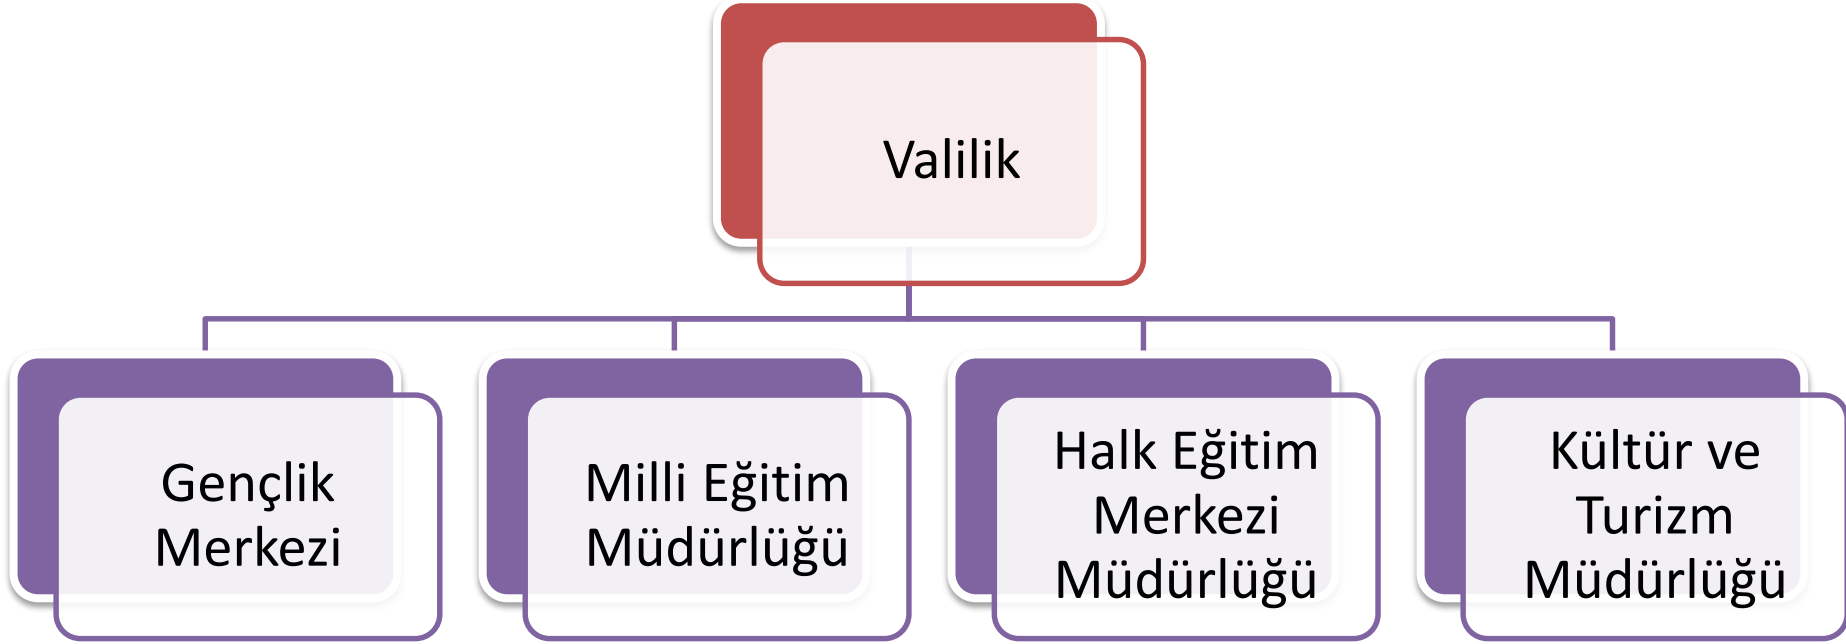 Valilik
Gençlik
Merkezi
Milli Eğitim
Müdürlüğü
Halk Eğitim
Merkezi
Müdürlüğü
Kültür ve
Turizm
Müdürlüğü